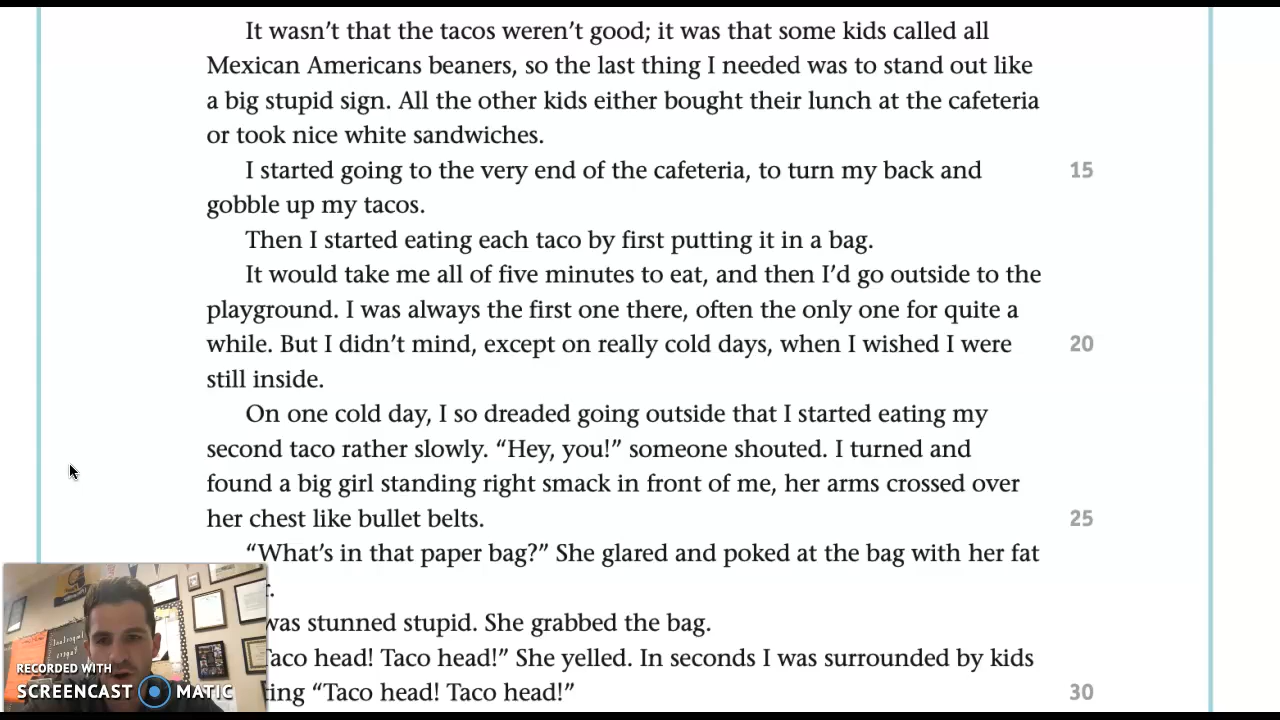 It wasn’t that the tacos weren’t good; it was that some kids called all
Mexican Americans beaners, so the last thing I needed was to stand out like
a big stupid sign. All the other kids either bought their lunch at the cafeteria
or took nice white sandwiches.
I started going to the very end of the cafeteria, to turn my back and 15
gobble up my tacos.
Then I started eating each taco by first putting it in a bag.
It would take me all of five minutes to eat, and then I’d go outside to the
playground. I was always the first one there, often the only one for quite a
while. But I didn’t mind, except on really cold days, when I wished I were 20
still inside.
On one cold day, I so dreaded going outside that I started eating my
second taco rather slowly. “Hey, you!” someone shouted. I turned and
found a big girl standing right smack in front of me, her arms crossed over
her chest like bullet belts. 25
“What’s in that paper bag?” She glared and poked at the bag with her fat
r.
was stunned stupid. She grabbed the bag.
Taco head! Taco head!” She yelled. In seconds I was surrounded by kids
ting “Taco head! Taco head!” 30
RECORDED WITH
SCREENCAST MATIC